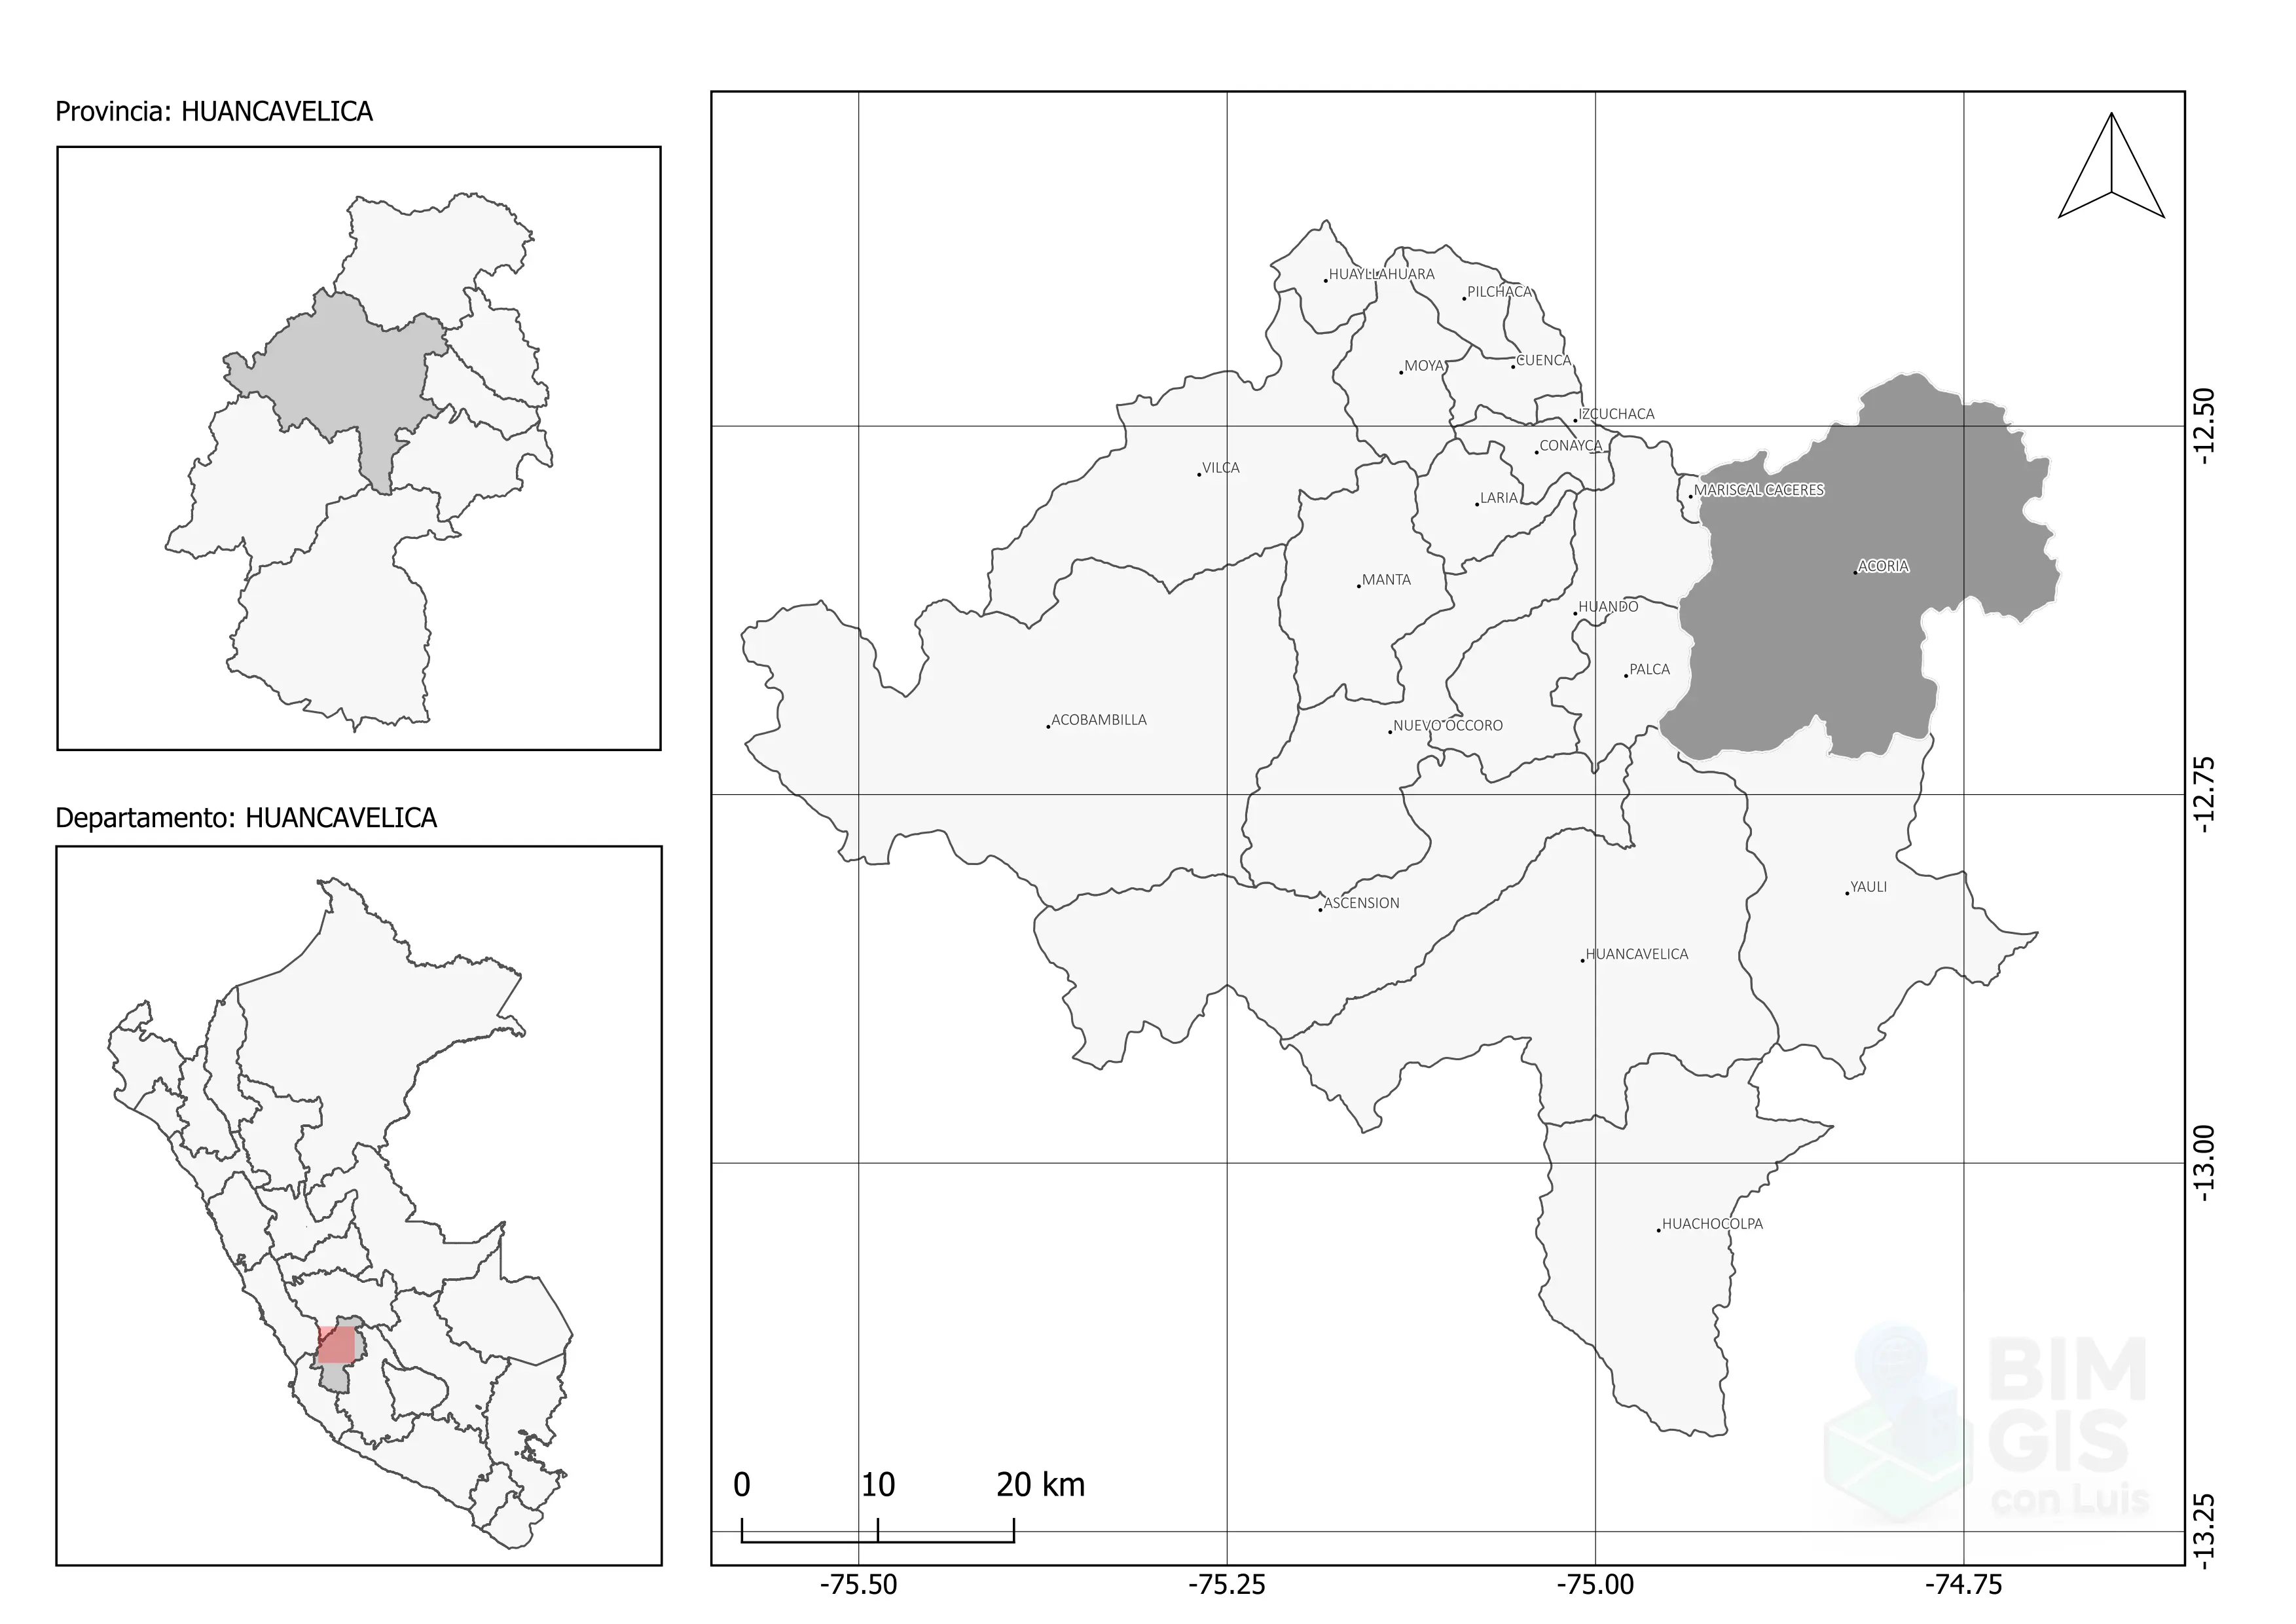 Provincia: HUANCAVELICA
Departamento: HUANCAVELICA
HUAYLLAHUARA
PILCHACA
MOYA
CUENCA
IZCUCHACA
CONAYCA
VILCA
MARISCAL CACERES
LARIA
ACORIA
MANTA
HUANDO
PALCA
ACOBAMBILLA
NUEVO OCCORO
YAULI
ASCENSION
HUANCAVELICA
HUACHOCOLPA
BIM
GIS
con Luis
0 10 20 km
-12.50
-12.75
-13.00
-13.25
-75.50 -75.25 -75.00 -74.75